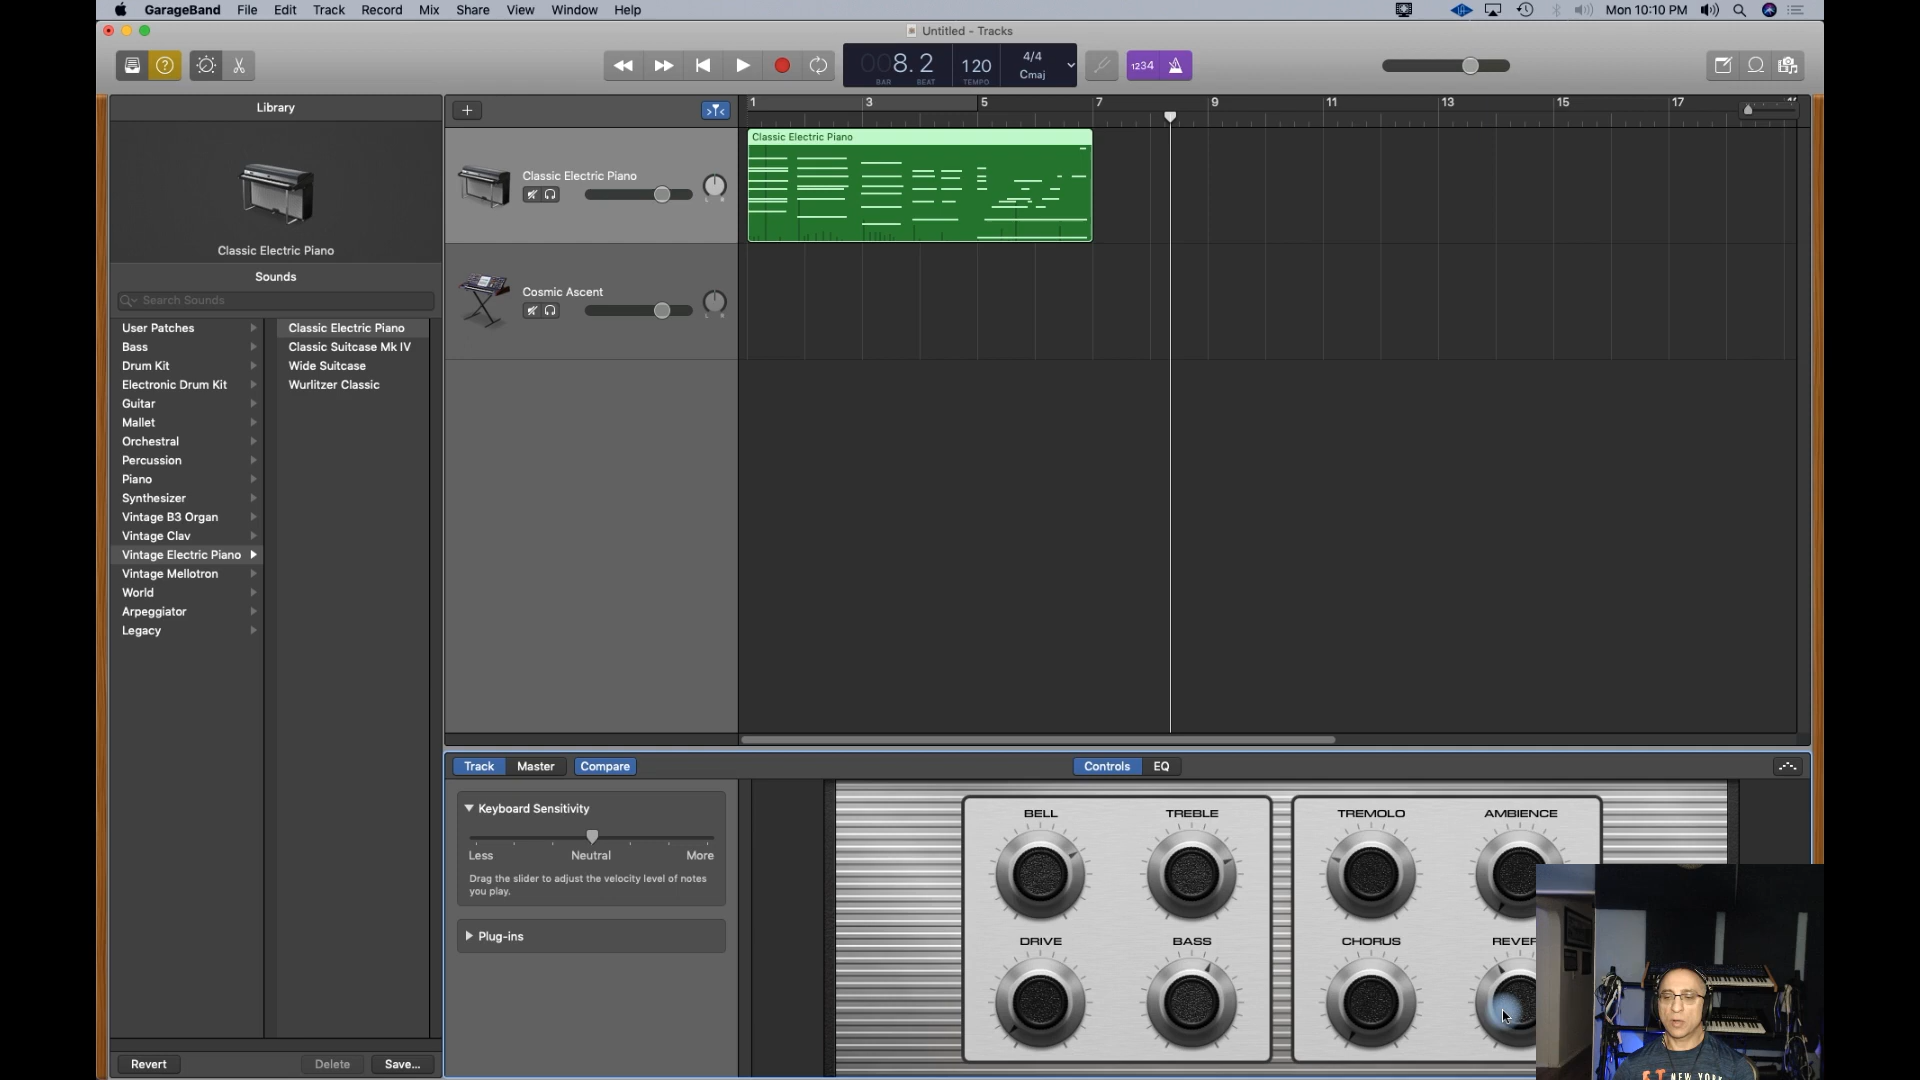 GarageBand File Edit Track Record Mix Share View Window Help
Mon 10:10 PM
Untitled - Tracks
008. 2
BAR BEAT
120
TEMPO
4/4
Cmaj
1234
Library
Classic Electric Piano
Sounds
Search Sounds
User Patches
Bass
Drum Kit
Electronic Drum Kit
Guitar
Mallet
Orchestral
Percussion
Piano
Synthesizer
Vintage B3 Organ
Vintage Clav
Vintage Electric Piano
Vintage Mellotron
World
Arpeggiator
Legacy
Classic Electric Piano
Classic Suitcase Mk IV
Wide Suitcase
Wurlitzer Classic
Revert Delete Save...
1 3 5 7 9 11 13 15 17
Classic Electric Piano
L R
Cosmic Ascent
L R
Classic Electric Piano
Track Master Compare
Controls EQ
Keyboard Sensitivity
Less Neutral More
Drag the slider to adjust the velocity level of notes
you play.
Plug-ins
BELL TREBLE TREMOLO AMBIENCE
DRIVE BASS CHORUS REVER
NEW YORK